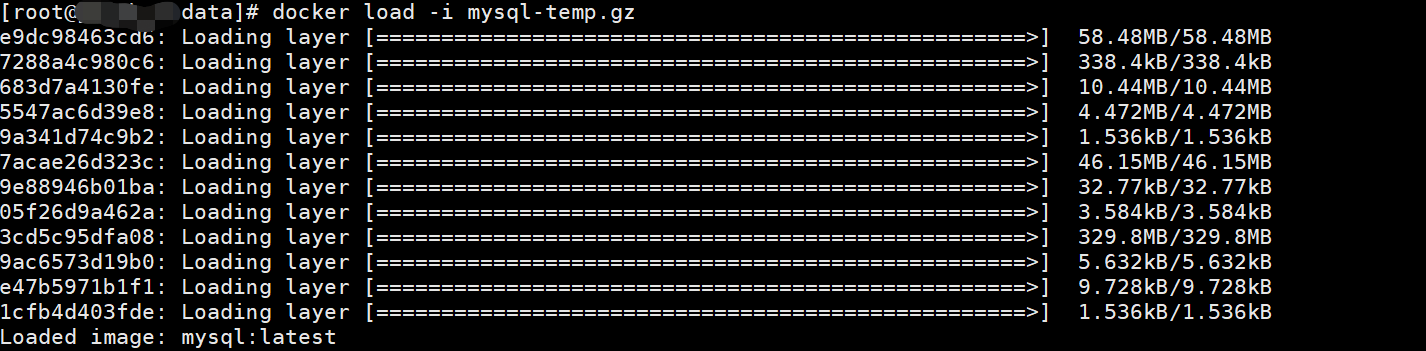 [root@ data]# docker load -i mysql-temp.gz
e9dc98463cd6: Loading layer [==================================================>] 58.48MB/58.48MB
7288a4c980c6: Loading layer [==================================================>] 338.4kB/338.4kB
683d7a4130fe: Loading layer [==================================================>] 10.44MB/10.44MB
5547ac6d39e8: Loading layer [==================================================>] 4.472MB/4.472MB
9a341d74c9b2: Loading layer [==================================================>] 1.536kB/1.536kB
7acae26d323c: Loading layer [==================================================>] 46.15MB/46.15MB
9e88946b01ba: Loading layer [==================================================>] 32.77kB/32.77kB
05f26d9a462a: Loading layer [==================================================>] 3.584kB/3.584kB
3cd5c95dfa08: Loading layer [==================================================>] 329.8MB/329.8MB
9ac6573d19b0: Loading layer [==================================================>] 5.632kB/5.632kB
e47b5971b1f1: Loading layer [==================================================>] 9.728kB/9.728kB
1cfb4d403fde: Loading layer [==================================================>] 1.536kB/1.536kB
Loaded image: mysql:latest